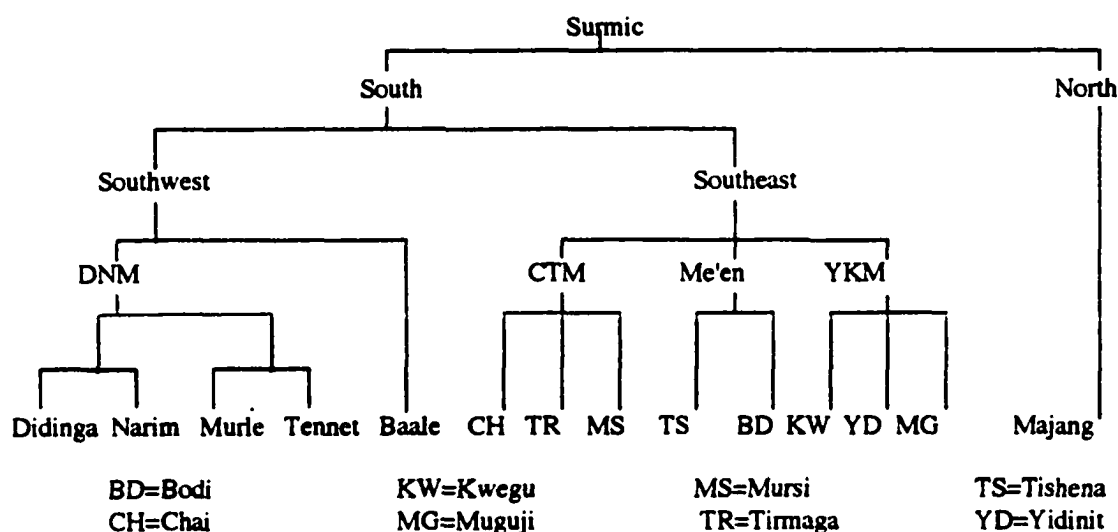 Surmic
South North
Southwest Southeast
DNM CTM Me'en YKM
Didinga Narim Murle Tennet Baale CH TR MS TS BD KW YD MG Majang
BD=Bodi KW=Kwegu MS=Mursi TS=Tishena
CH=Chai MG=Muguji TR=Tirmaga YD=Yidinit